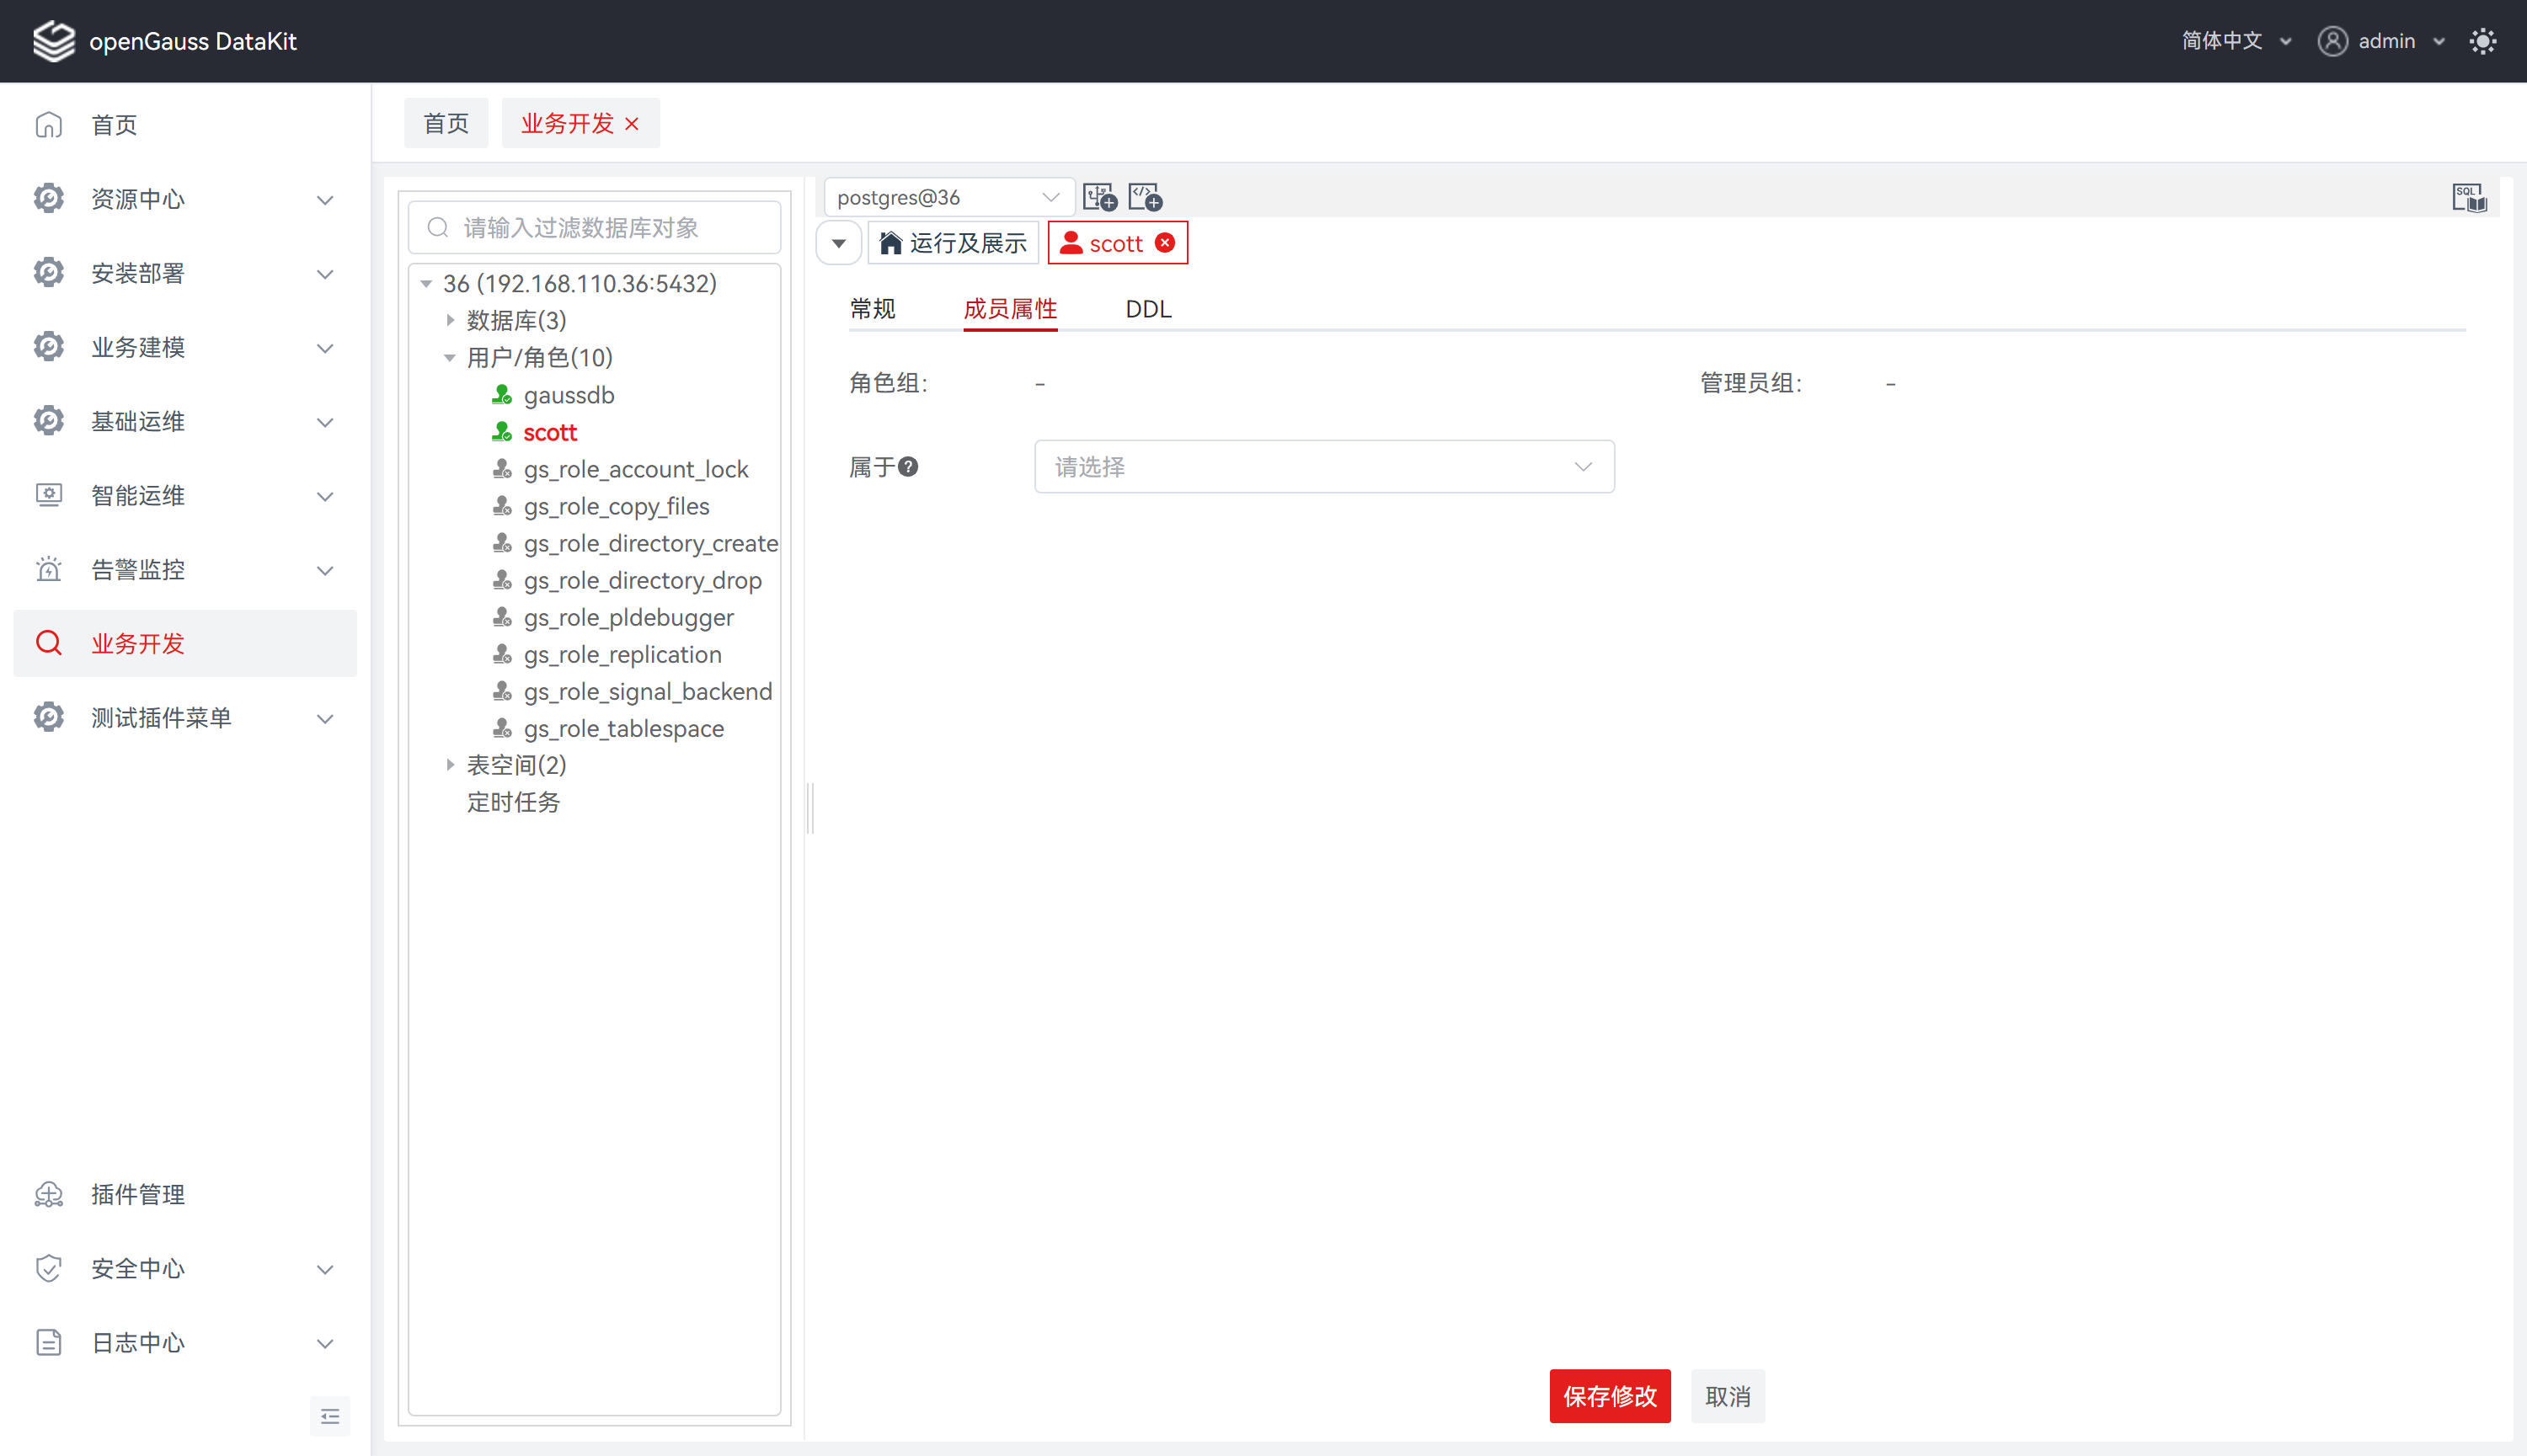 openGauss DataKit
简体中文
admin
首页
资源中心
安装部署
业务建模
基础运维
智能运维
告警监控
业务开发
测试插件菜单
插件管理
安全中心
日志中心
首页
业务开发
请输入过滤数据库对象
36 (192.168.110.36:5432)
数据库(3)
用户/角色(10)
gaussdb
scott
gs_role_account_lock
gs_role_copy_files
gs_role_directory_create
gs_role_directory_drop
gs_role_pldebugger
gs_role_replication
gs_role_signal_backend
gs_role_tablespace
表空间(2)
定时任务
postgres@36
SQL
运行及展示
scott
常规
成员属性
DDL
角色组: -
管理员组: -
属于
请选择
保存修改
取消